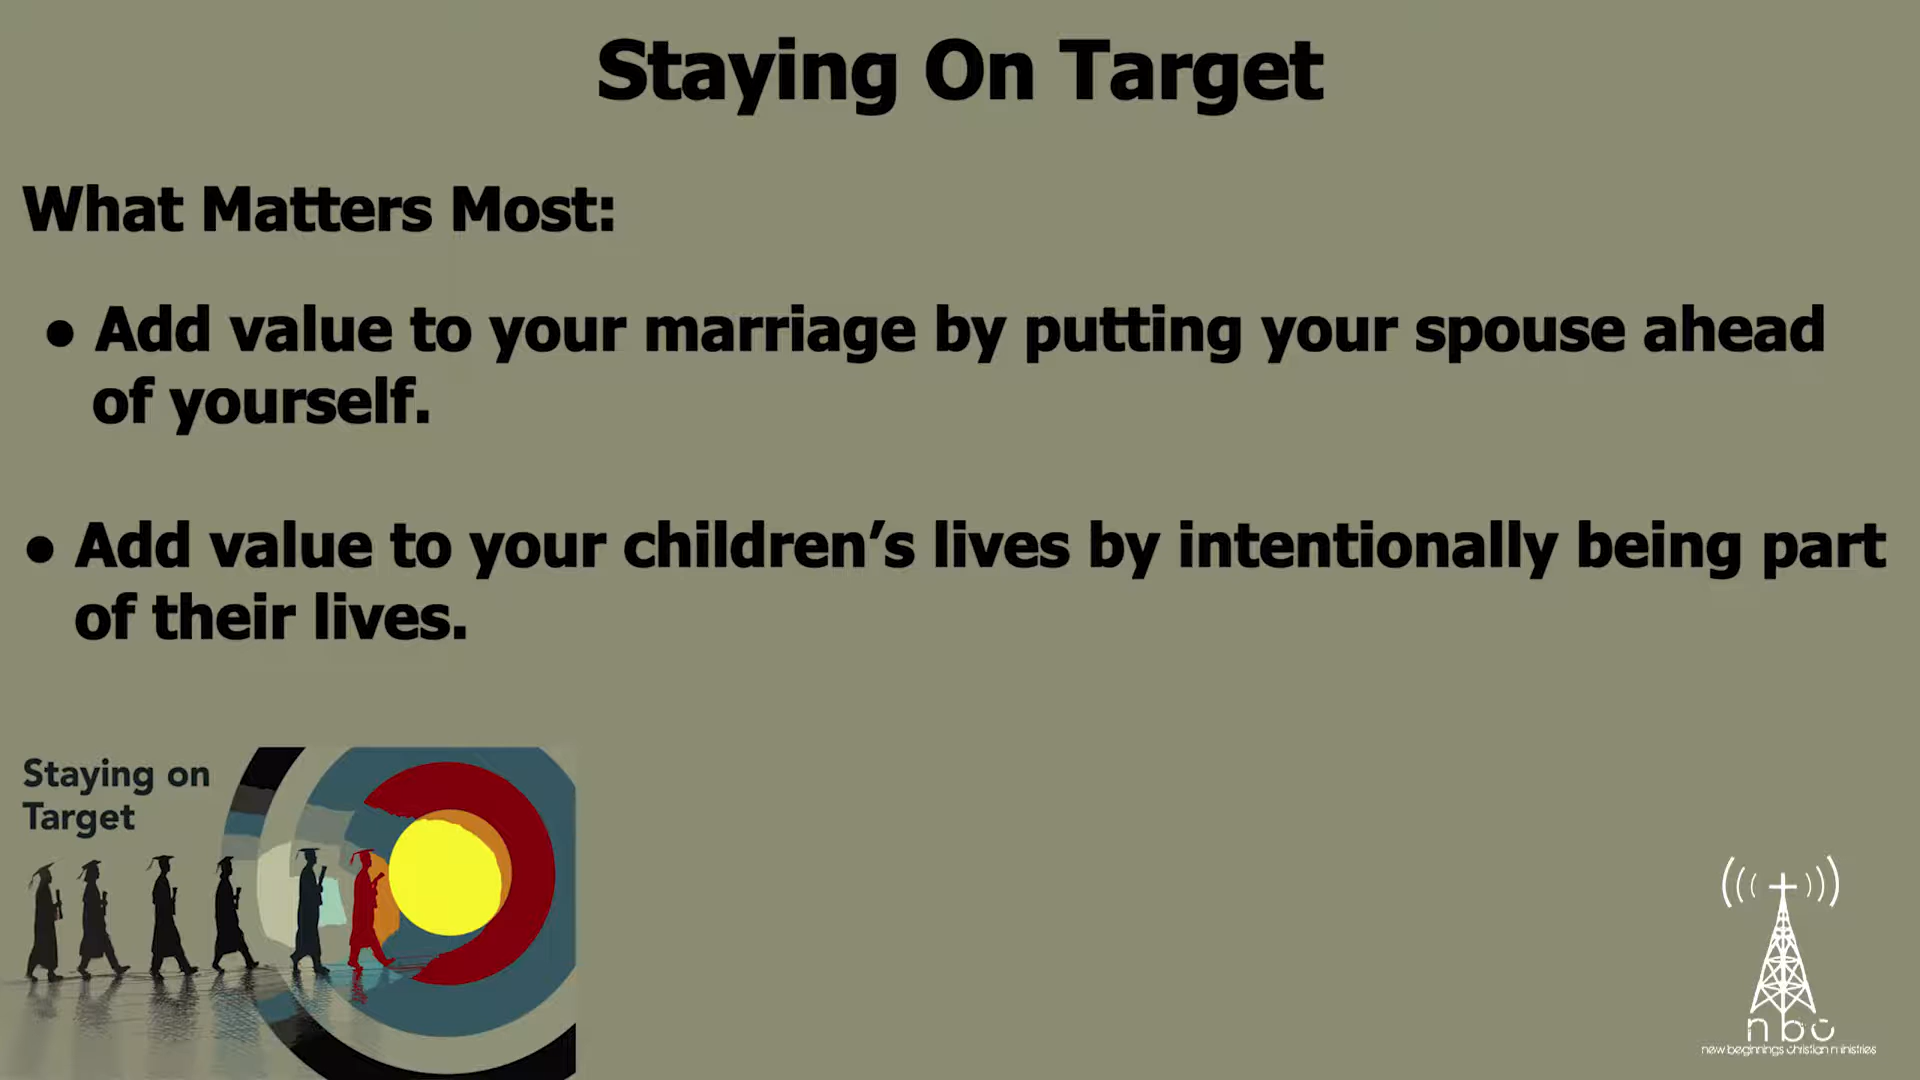 Staying On Target
What Matters Most:
● Add value to your marriage by putting your spouse ahead
of yourself.
● Add value to your children’s lives by intentionally being part
of their lives.
Staying on
Target
nbc
new beginnings christian ministries